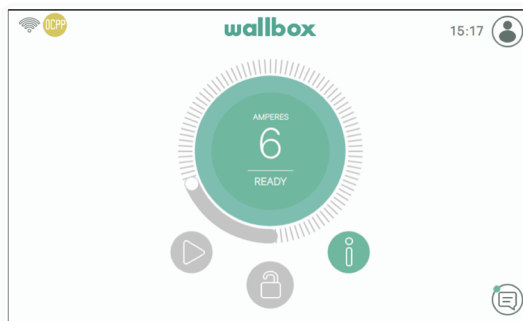 OCPP
wallbox
15:17
AMPERES
6
READY
i